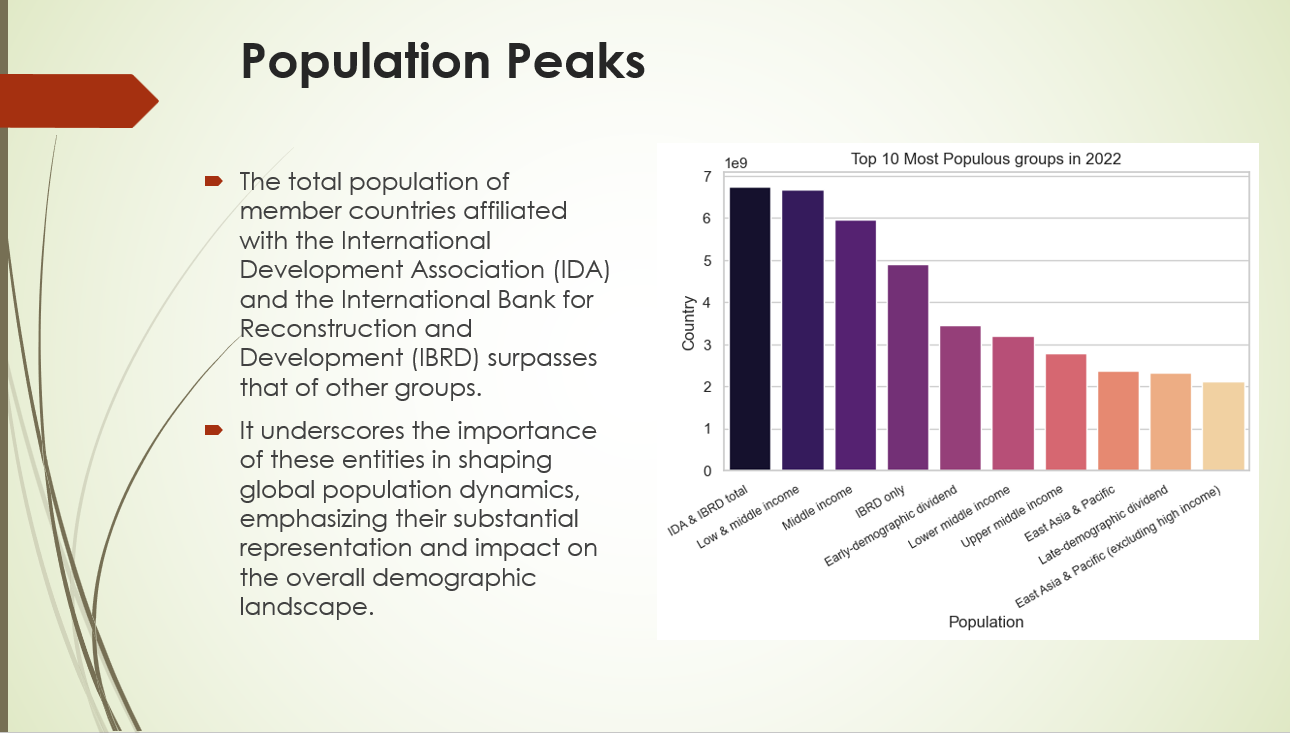 Population Peaks
The total population of
member countries affiliated
with the International
Development Association (IDA)
and the International Bank for
Reconstruction and
Development (IBRD) surpasses
that of other groups.
It underscores the importance
of these entities in shaping
global population dynamics,
emphasizing their substantial
representation and impact on
the overall demographic
landscape.
Top 10 Most Populous groups in 2022
1e9
7
6
5
4
3
2
1
0
Country
IDA & IBRD total
Low & middle income
Middle income
IBRD only
Early-demographic dividend
Lower middle income
Upper middle income
East Asia & Pacific
Late-demographic dividend
East Asia & Pacific (excluding high income)
Population